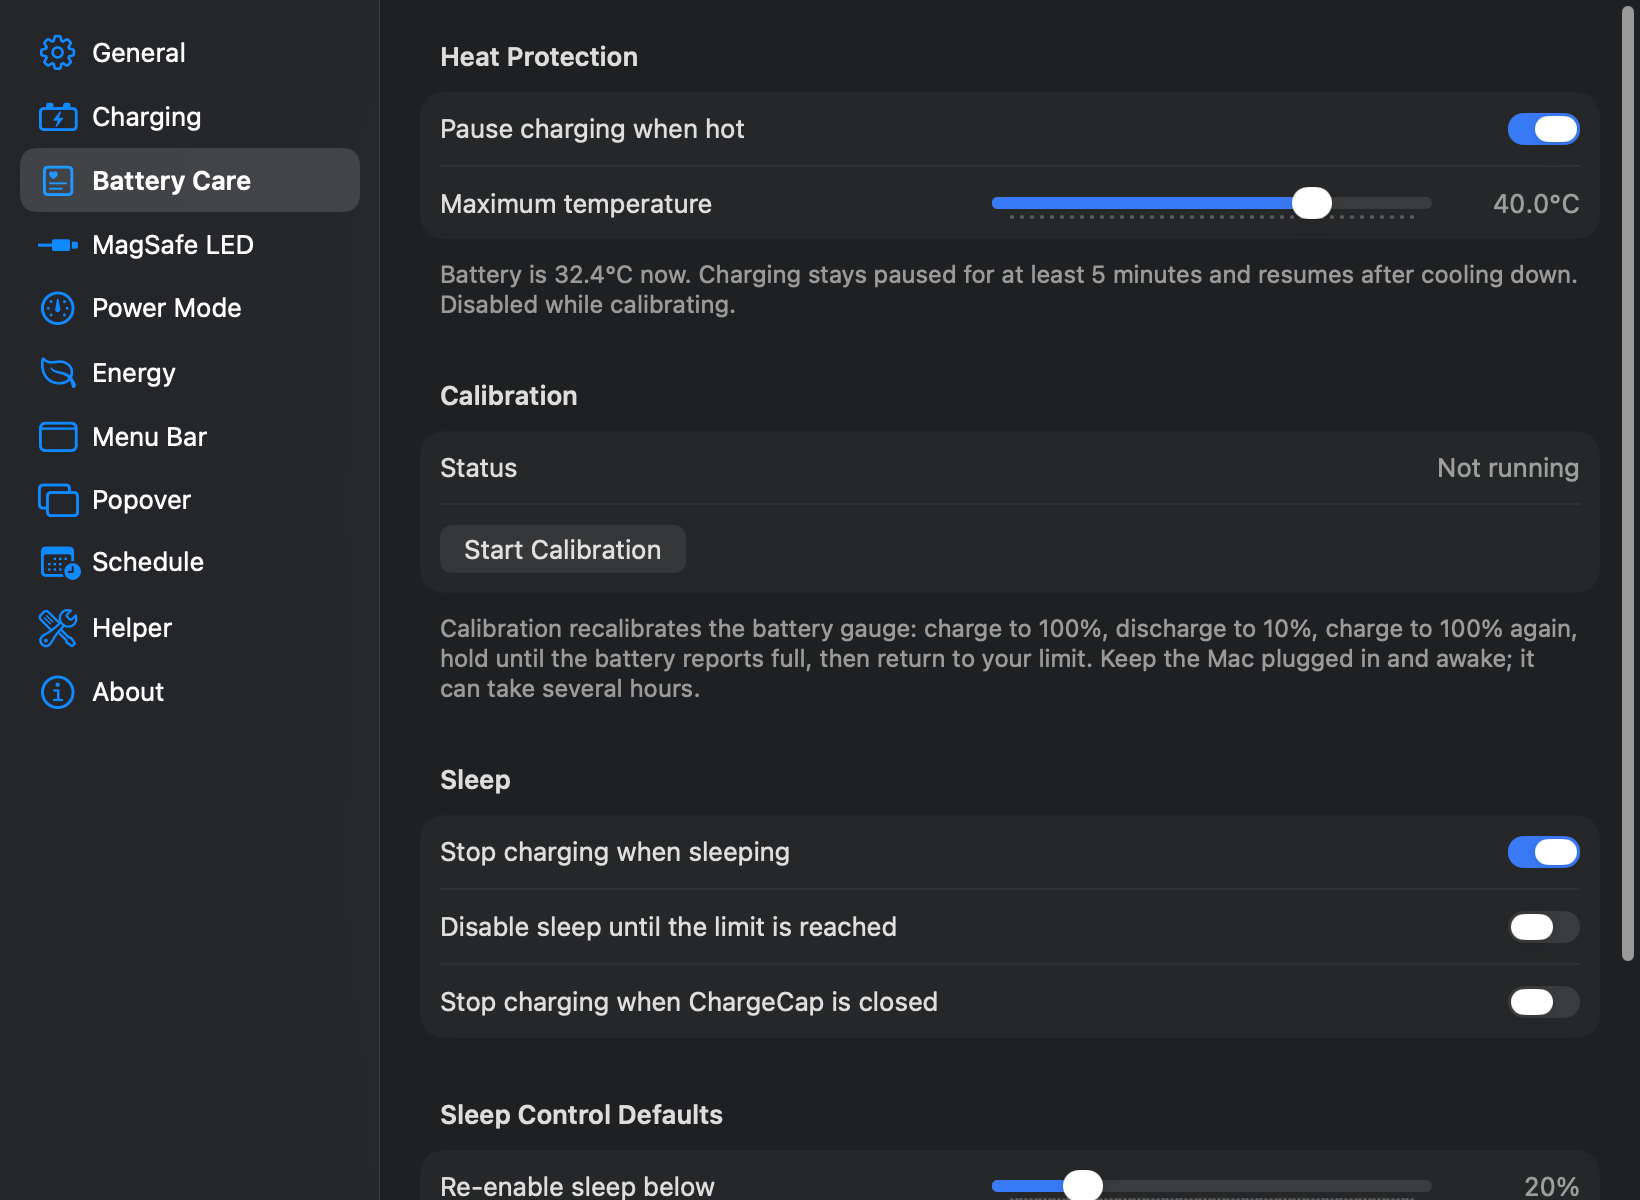 General
Charging
Battery Care
MagSafe LED
Power Mode
Energy
Menu Bar
Popover
Schedule
Helper
About
Heat Protection
Pause charging when hot
Maximum temperature 40.0°C
Battery is 32.4°C now. Charging stays paused for at least 5 minutes and resumes after cooling down.
Disabled while calibrating.
Calibration
Status Not running
Start Calibration
Calibration recalibrates the battery gauge: charge to 100%, discharge to 10%, charge to 100% again,
hold until the battery reports full, then return to your limit. Keep the Mac plugged in and awake; it
can take several hours.
Sleep
Stop charging when sleeping
Disable sleep until the limit is reached
Stop charging when ChargeCap is closed
Sleep Control Defaults
Re-enable sleep below 20%